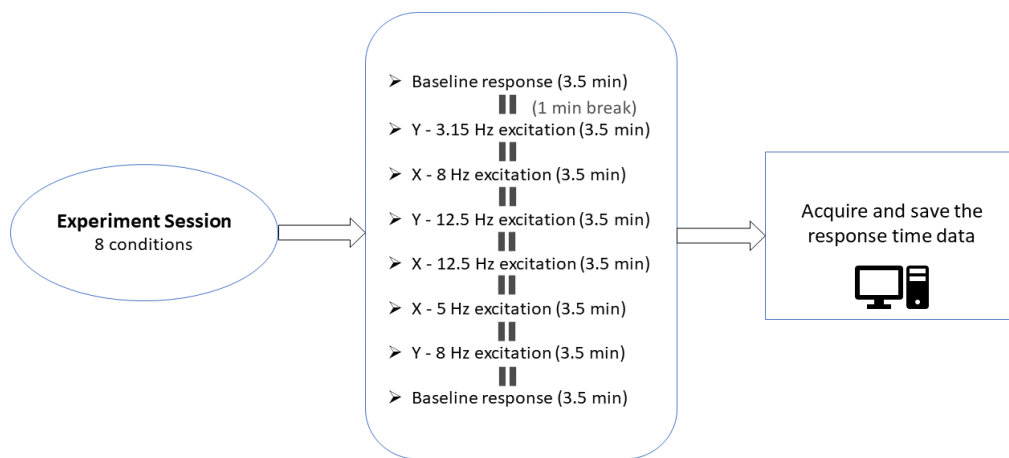 Experiment Session
8 conditions
➢ Baseline response (3.5 min)
(1 min break)
➢ Y - 3.15 Hz excitation (3.5 min)
➢ X - 8 Hz excitation (3.5 min)
➢ Y - 12.5 Hz excitation (3.5 min)
➢ X - 12.5 Hz excitation (3.5 min)
➢ X - 5 Hz excitation (3.5 min)
➢ Y - 8 Hz excitation (3.5 min)
➢ Baseline response (3.5 min)
Acquire and save the
response time data